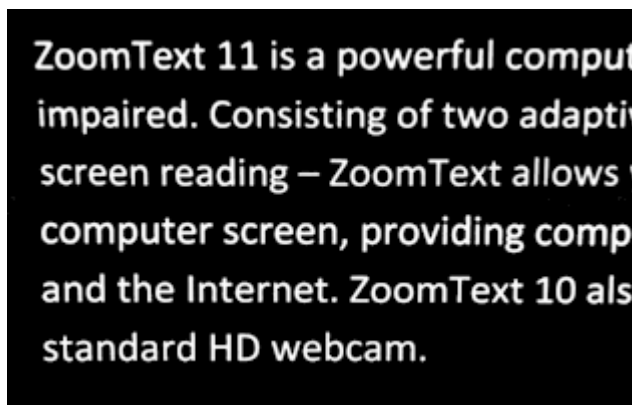 ZoomText 11 is a powerful comput
impaired. Consisting of two adapti
screen reading – ZoomText allows
computer screen, providing comp
and the Internet. ZoomText 10 als
standard HD webcam.